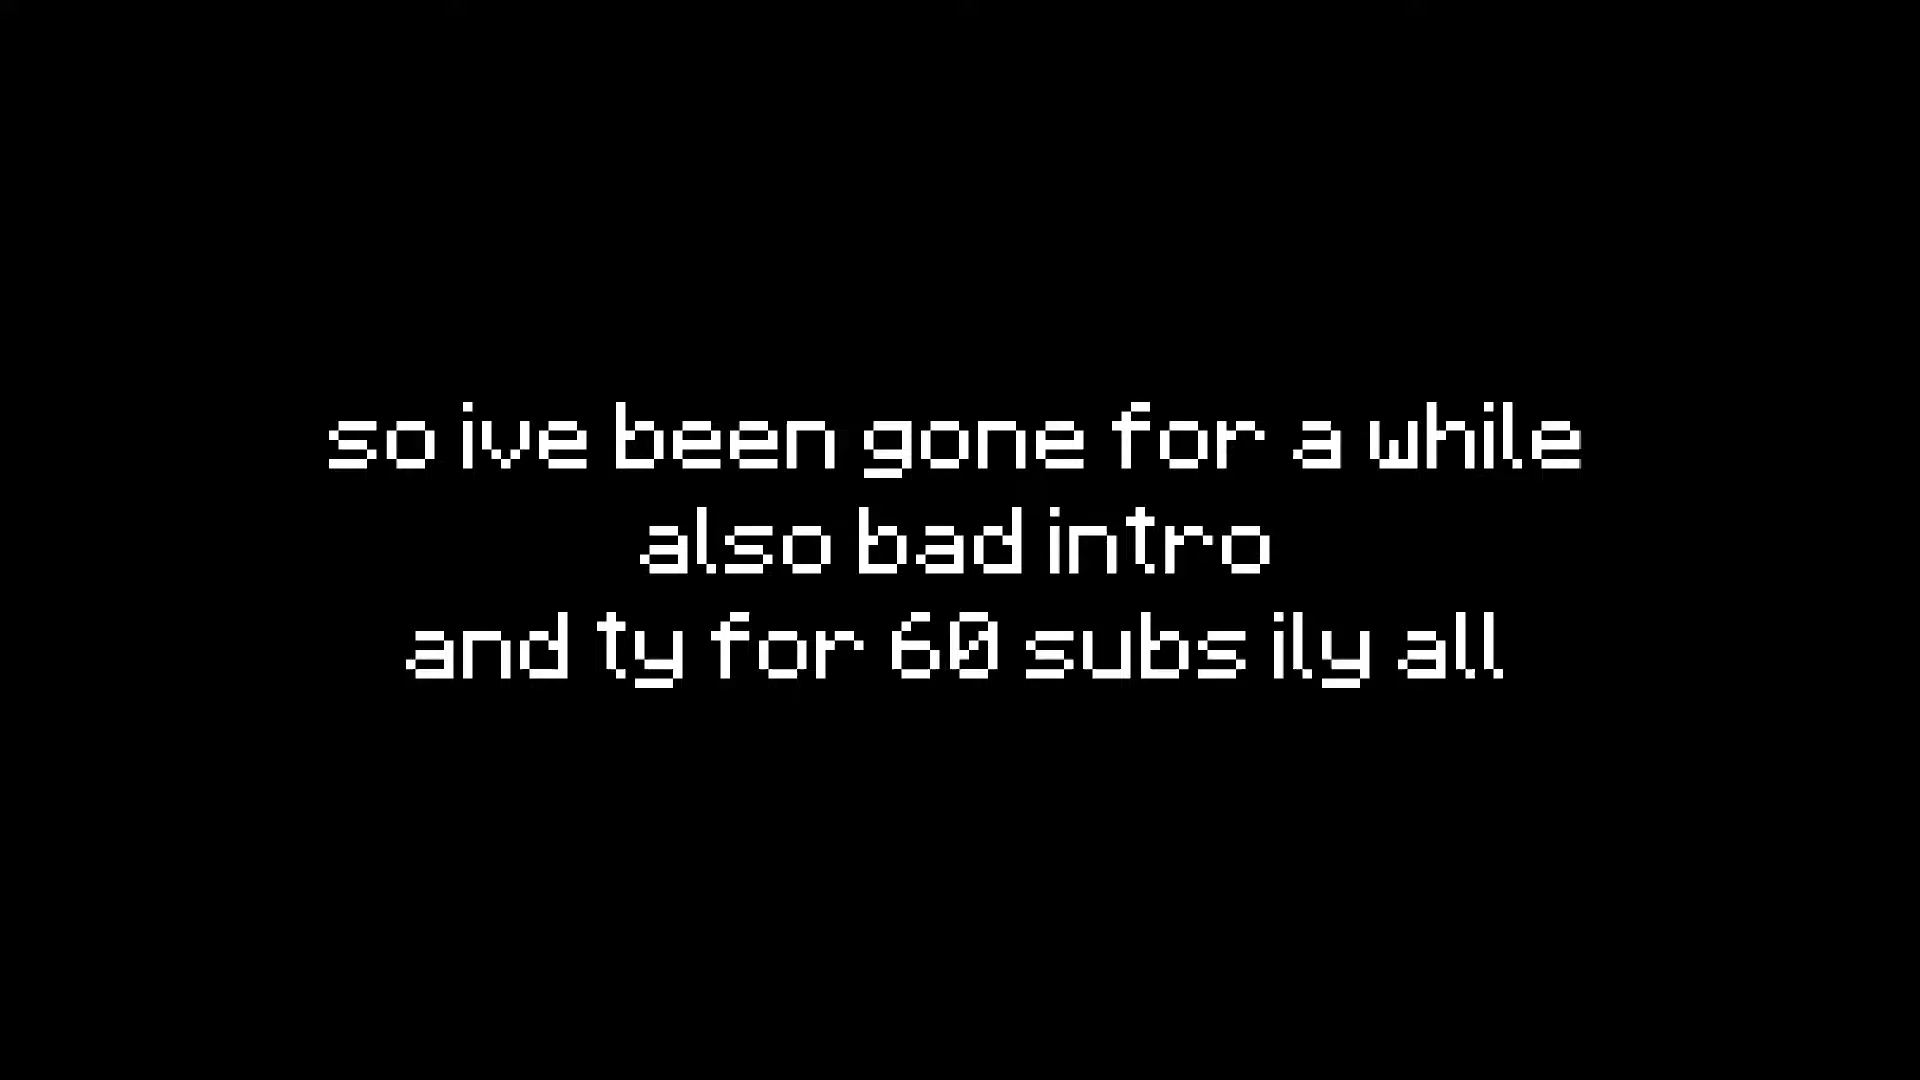 so ive been gone for a while
also bad intro
and ty for 60 subs ily all